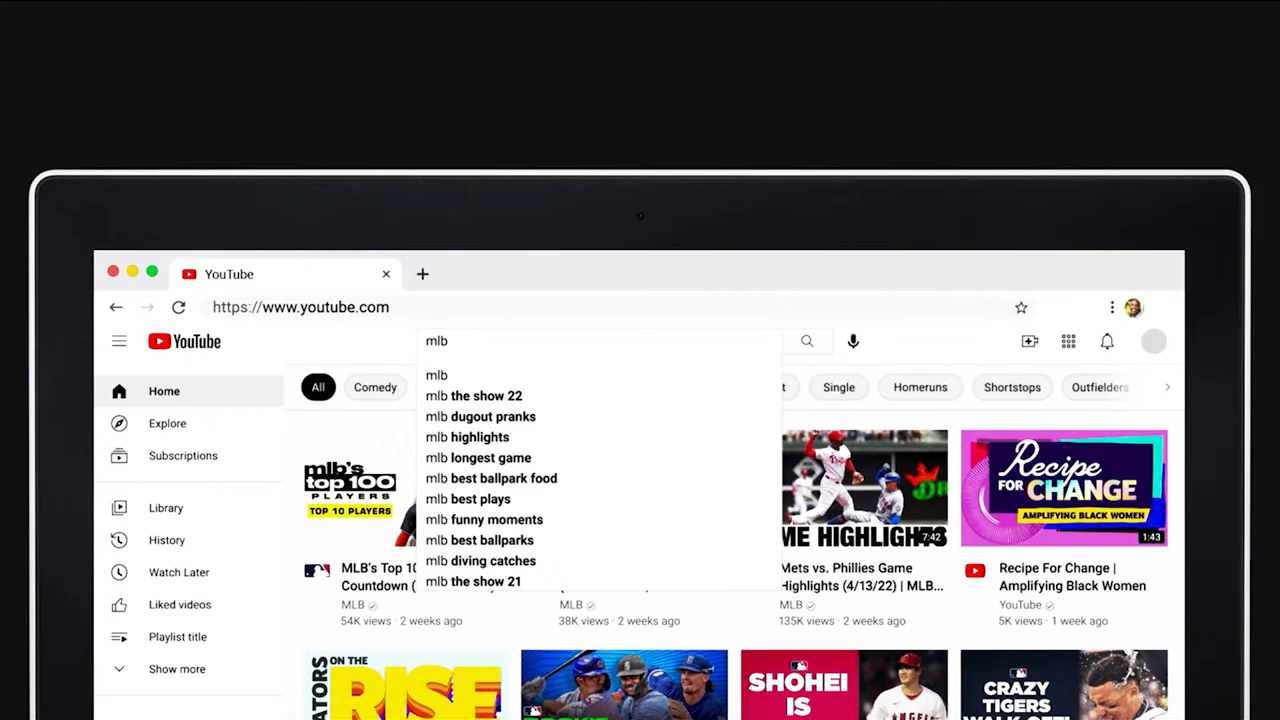 YouTube
https://www.youtube.com
YouTube
mlb
Home
Explore
Subscriptions
Library
History
Watch Later
Liked videos
Playlist title
Show more
All
Comedy
Single
Homeruns
Shortstops
Outfielders
mlb
mlb the show 22
mlb dugout pranks
mlb highlights
mlb longest game
mlb best ballpark food
mlb best plays
mlb funny moments
mlb best ballparks
mlb diving catches
mlb the show 21
mlb's
top 100
PLAYERS
TOP 10 PLAYERS
MLB's Top 10
Countdown (
MLB
54K views · 2 weeks ago
MLB
38K views · 2 weeks ago
HIGHLIGHTS
7:42
Mets vs. Phillies Game
Highlights (4/13/22) | MLB...
MLB
135K views · 2 weeks ago
Recipe
FOR CHANGE
AMPLIFYING BLACK WOMEN
1:43
Recipe For Change |
Amplifying Black Women
YouTube
5K views · 1 week ago
ON THE
RISE
SHOHEI
IS
CRAZY
TIGERS
WALK-OFF!